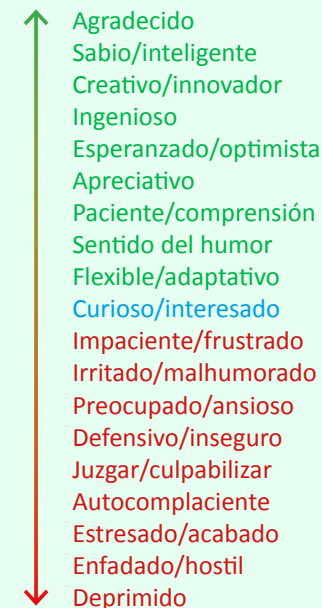 Agradecido
Sabio/inteligente
Creativo/innovador
Ingenioso
Esperanzado/optimista
Apreciativo
Paciente/comprensión
Sentido del humor
Flexible/adaptativo
Curioso/interesado
Impaciente/frustrado
Irritado/malhumorado
Preocupado/ansioso
Defensivo/inseguro
Juzgar/culpabilizar
Autocomplaciente
Estresado/acabado
Enfadado/hostil
Deprimido